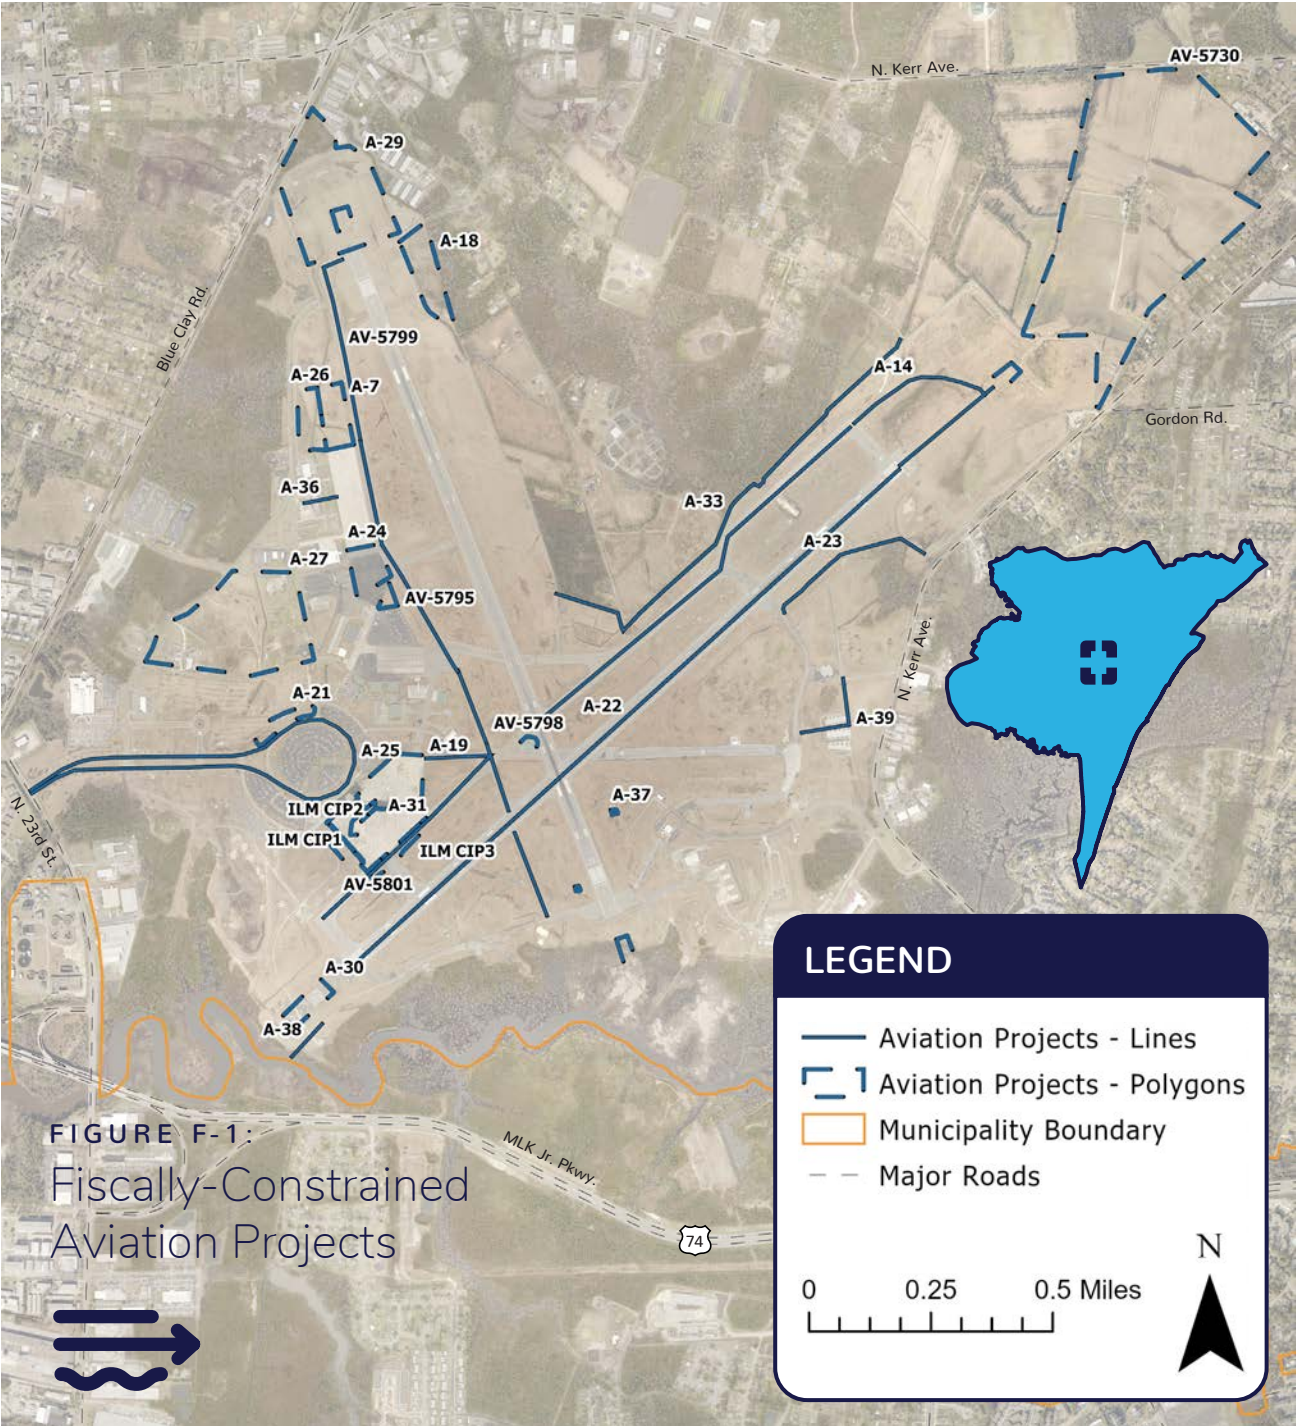 AV-5730
N. Kerr Ave.
A-29
A-18
Blue Clay Rd.
AV-5799
A-14
A-26
A-7
Gordon Rd.
A-36
A-33
A-24
A-23
A-27
AV-5795
N. Kerr Ave.
A-21
A-22
AV-5798
A-39
A-25
A-19
N. 23rd St.
ILM CIP2
A-31
A-37
ILM CIP1
ILM CIP3
AV-5801
A-30
A-38
LEGEND
Aviation Projects - Lines
Aviation Projects - Polygons
Municipality Boundary
Major Roads
N
0 0.25 0.5 Miles
MLK Jr. Pkwy.
74
FIGURE F-1:
Fiscally-Constrained
Aviation Projects